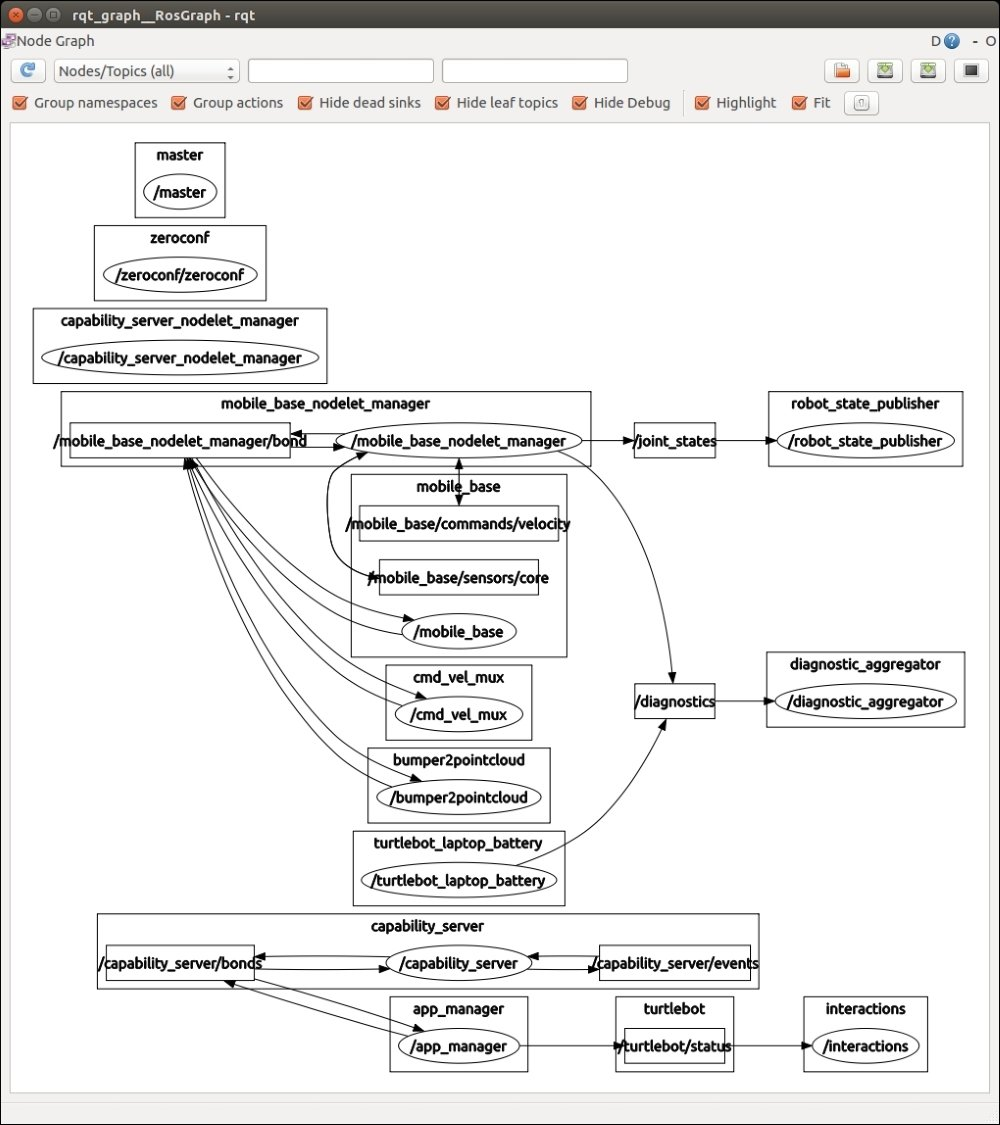 rqt_graph__RosGraph - rqt
Node Graph
D ? - O
Nodes/Topics (all)
Group namespaces Group actions Hide dead sinks Hide leaf topics Hide Debug Highlight Fit
master
/master
zeroconf
/zeroconf/zeroconf
capability_server_nodelet_manager
/capability_server_nodelet_manager
mobile_base_nodelet_manager
robot_state_publisher
/mobile_base_nodelet_manager/bond
/mobile_base_nodelet_manager
/joint_states
/robot_state_publisher
mobile_base
/mobile_base/commands/velocity
/mobile_base/sensors/core
/mobile_base
cmd_vel_mux
/cmd_vel_mux
diagnostic_aggregator
/diagnostics
/diagnostic_aggregator
bumper2pointcloud
/bumper2pointcloud
turtlebot_laptop_battery
/turtlebot_laptop_battery
capability_server
/capability_server/bonds
/capability_server
/capability_server/events
app_manager
turtlebot
interactions
/app_manager
/turtlebot/status
/interactions